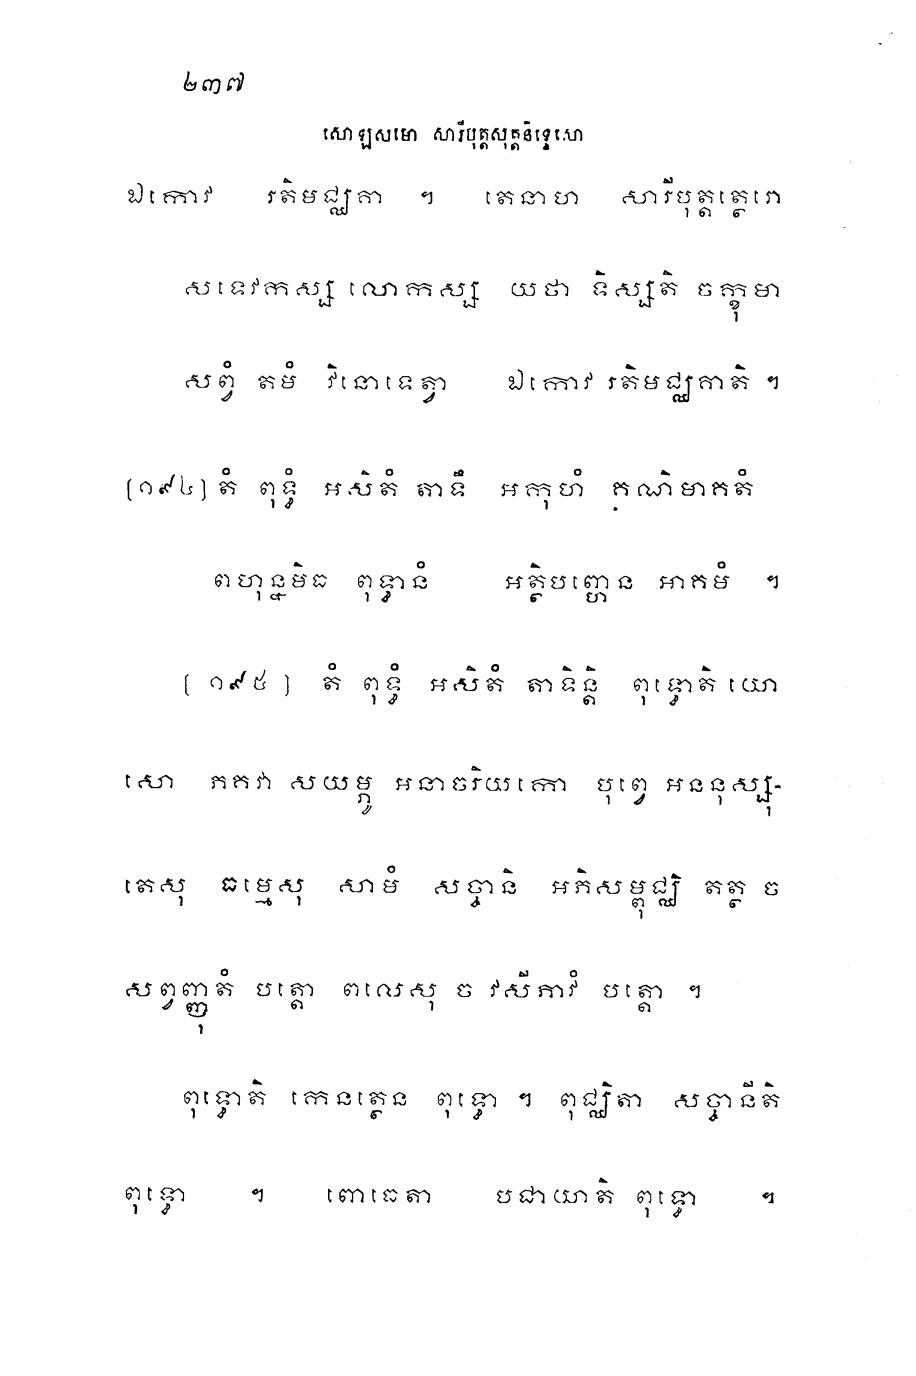 ២៣៧
សោឡសមោ សារីបុត្តសុត្តនិទ្ទេសោ
ឯកោវ រតិមជ្ឈគា ។ តេនាហ សារីបុត្តត្ថេរោ
សទេវកស្ស លោកស្ស យថា ទិស្សតិ ចក្ខុមា
សព្វំ តមំ វិនោទេត្វា ឯកោវ រតិមជ្ឈគាតិ ។
[១៩៤] តំ ពុទ្ធំ អសិតំ តាទឹ អកុហំ គណិមាគតំ
ពហុន្នមិធ ពុទ្ធានំ អត្ថិបញ្ហេន អាគមំ ។
[១៩៥] តំ ពុទ្ធំ អសិតំ តាទិន្តិ ពុទ្ធោតិ យោ
សោ ភគវា សយម្ភូ អនាចរិយកោ បុព្វេ អននុស្សុ-
តេសុ ធម្មេសុ សាមំ សច្ចានិ អភិសម្ពុជ្ឈិ តត្ថ ច
សព្វញ្ញុតំ បត្តោ ពលេសុ ច វសីភាវំ បត្តោ ។
ពុទ្ធោតិ កេនត្ថេន ពុទ្ធោ ។ ពុជ្ឈិតា សច្ចានីតិ
ពុទ្ធោ ។ ពោធេតា បជាយាតិ ពុទ្ធោ ។